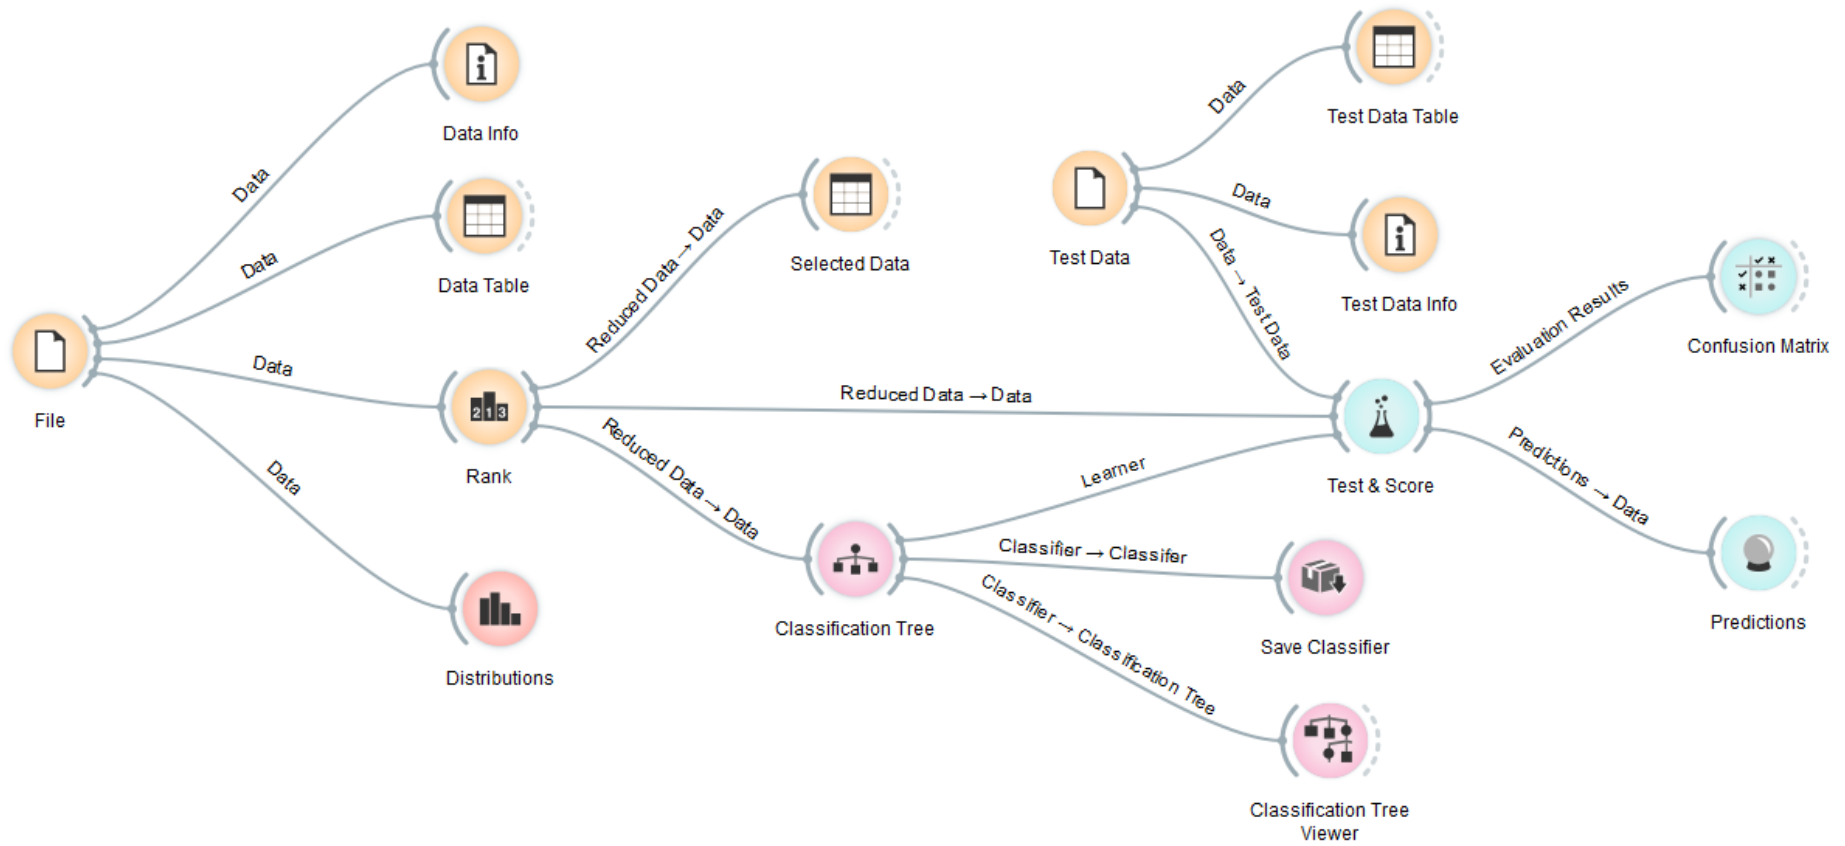 Data Info
Data
Data Table
Data
File
Data
Rank
Data
Distributions
Reduced Data → Data
Selected Data
Reduced Data → Data
Reduced Data → Data
Classification Tree
Test Data
Data
Test Data Table
Data
Test Data Info
Data → Test Data
Test & Score
Learner
Classifier → Classifer
Save Classifier
Classifier → Classification Tree
Classification Tree
Viewer
Evaluation Results
Confusion Matrix
Predictions → Data
Predictions
2 1 3